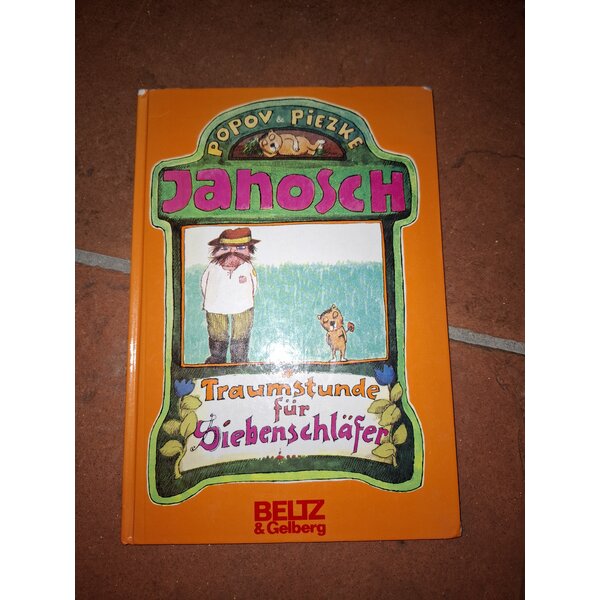 POPOV & PIEZKE
JANOSCH
Traumstunde
für
Siebenschläfer
BELTZ
& Gelberg